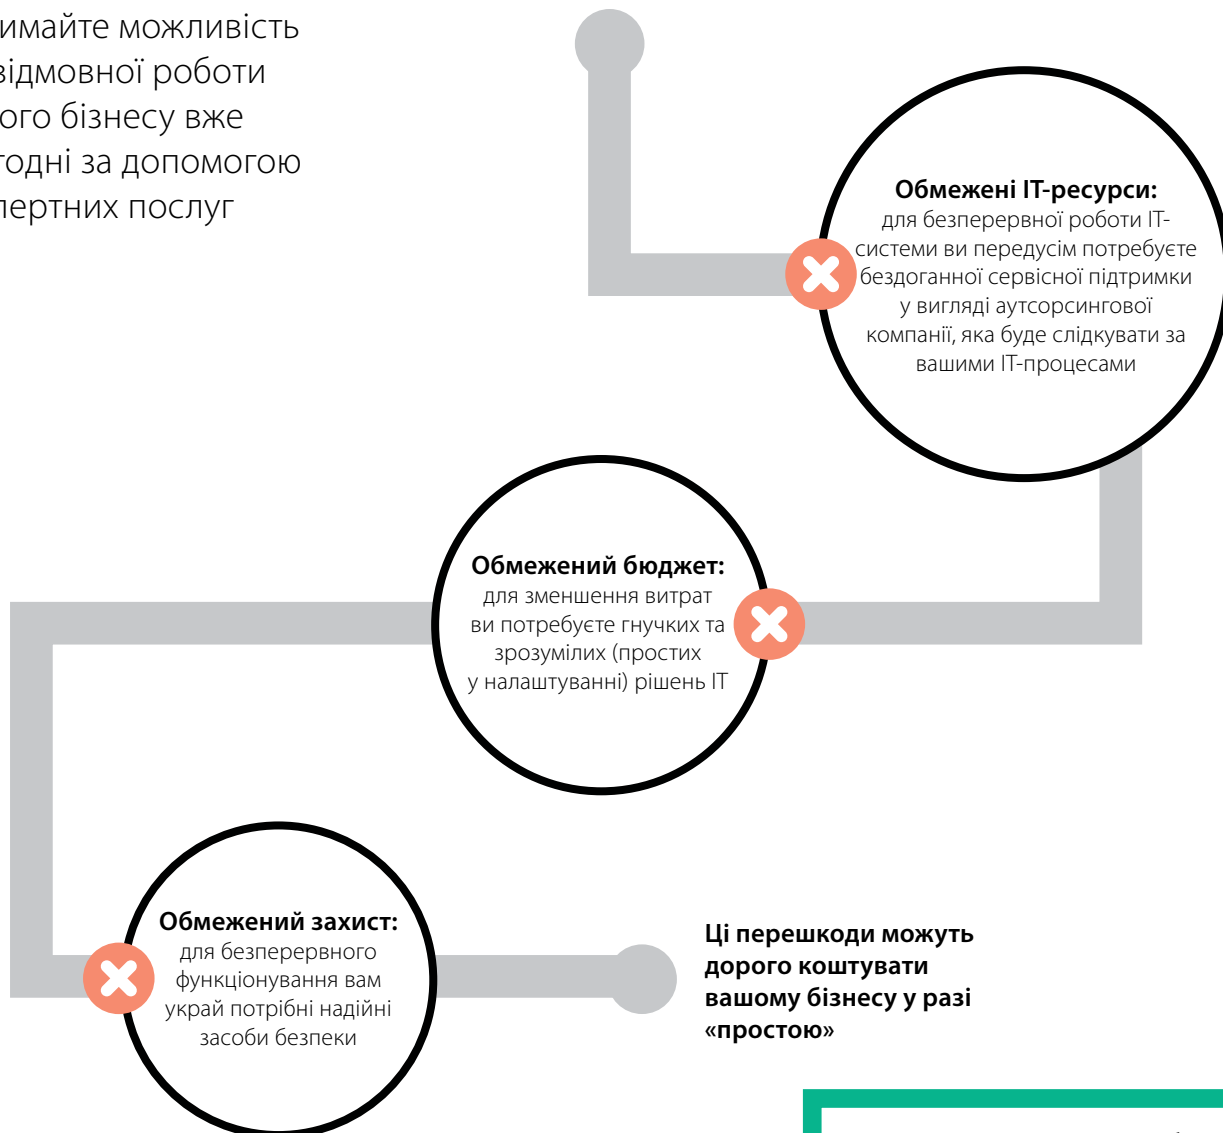 имайте можливість
відмовної роботи
ого бізнесу вже
годні за допомогою
пертних послуг
Обмежені ІТ-ресурси:
для безперервної роботи ІТ-
системи ви передусім потребуєте
бездоганної сервісної підтримки
у вигляді аутсорсингової
компанії, яка буде слідкувати за
вашими ІТ-процесами
Обмежений бюджет:
для зменшення витрат
ви потребуєте гнучких та
зрозумілих (простих
у налаштуванні) рішень ІТ
Обмежений захист:
для безперервного
функціонування вам
украй потрібні надійні
засоби безпеки
Ці перешкоди можуть
дорого коштувати
вашому бізнесу у разі
«простою»